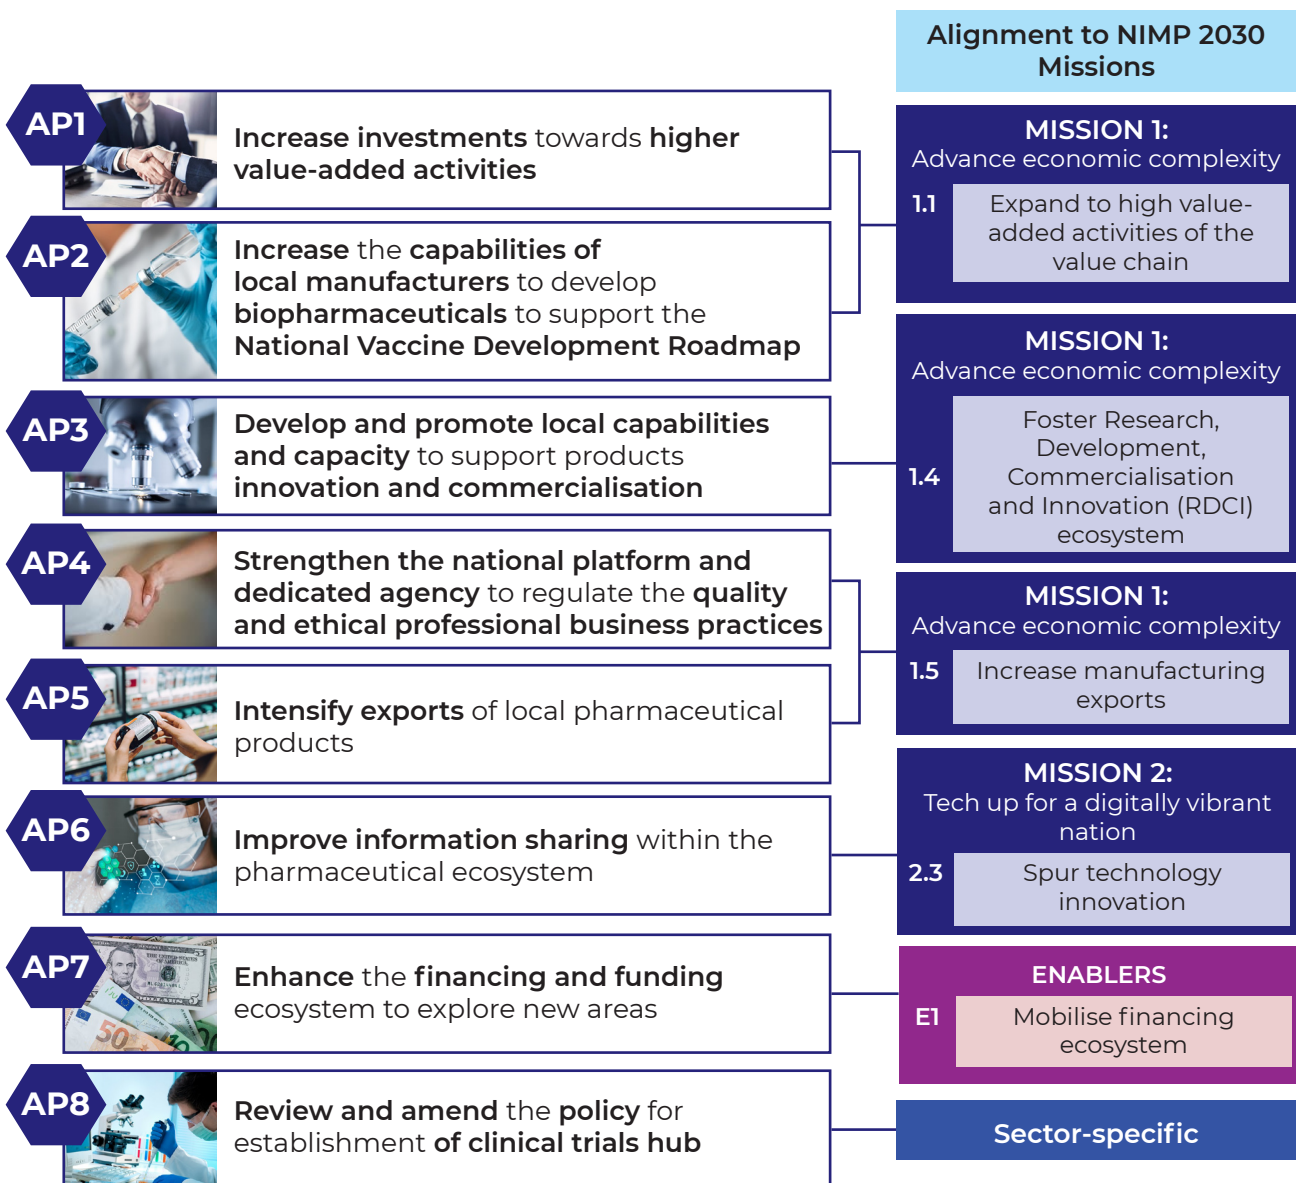 Alignment to NIMP 2030
Missions
AP1
Increase investments towards higher
value-added activities
AP2
Increase the capabilities of
local manufacturers to develop
biopharmaceuticals to support the
National Vaccine Development Roadmap
MISSION 1:
Advance economic complexity
1.1
Expand to high value-
added activities of the
value chain
AP3
Develop and promote local capabilities
and capacity to support products
innovation and commercialisation
MISSION 1:
Advance economic complexity
1.4
Foster Research,
Development,
Commercialisation
and Innovation (RDCI)
ecosystem
AP4
Strengthen the national platform and
dedicated agency to regulate the quality
and ethical professional business practices
AP5
Intensify exports of local pharmaceutical
products
MISSION 1:
Advance economic complexity
1.5
Increase manufacturing
exports
AP6
Improve information sharing within the
pharmaceutical ecosystem
MISSION 2:
Tech up for a digitally vibrant
nation
2.3
Spur technology
innovation
AP7
Enhance the financing and funding
ecosystem to explore new areas
ENABLERS
E1
Mobilise financing
ecosystem
AP8
Review and amend the policy for
establishment of clinical trials hub
Sector-specific